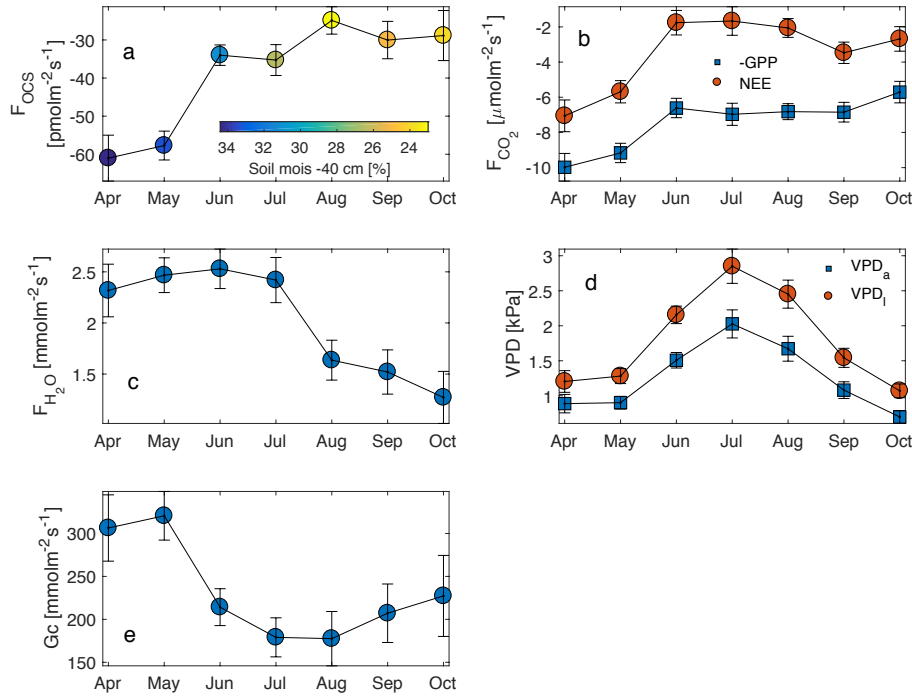 a
F_OCS
[pmolm⁻² s⁻¹]
-30
-40
-50
-60
34 32 30 28 26 24
Soil mois -40 cm [%]
Apr May Jun Jul Aug Sep Oct
b
-GPP
NEE
F_CO₂ [μmolm⁻² s⁻¹]
-2
-4
-6
-8
-10
Apr May Jun Jul Aug Sep Oct
c
F_H₂O [mmolm⁻² s⁻¹]
2.5
2
1.5
Apr May Jun Jul Aug Sep Oct
d
VPD_a
VPD_l
VPD [kPa]
3
2.5
2
1.5
1
Apr May Jun Jul Aug Sep Oct
e
Gc [mmolm⁻² s⁻¹]
300
250
200
150
Apr May Jun Jul Aug Sep Oct